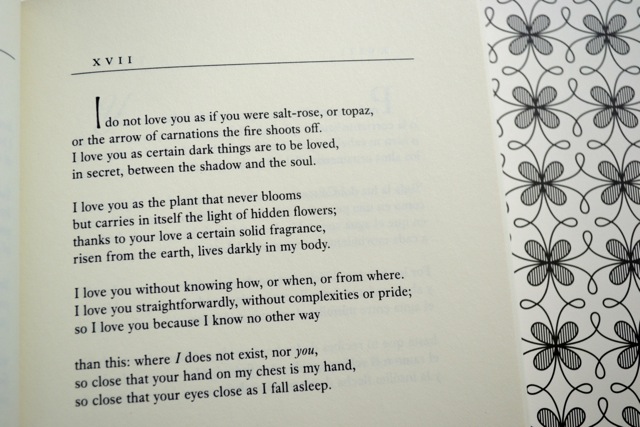 XVII
I do not love you as if you were salt-rose, or topaz,
or the arrow of carnations the fire shoots off.
I love you as certain dark things are to be loved,
in secret, between the shadow and the soul.
I love you as the plant that never blooms
but carries in itself the light of hidden flowers;
thanks to your love a certain solid fragrance,
risen from the earth, lives darkly in my body.
I love you without knowing how, or when, or from where.
I love you straightforwardly, without complexities or pride;
so I love you because I know no other way
than this: where I does not exist, nor you,
so close that your hand on my chest is my hand,
so close that your eyes close as I fall asleep.